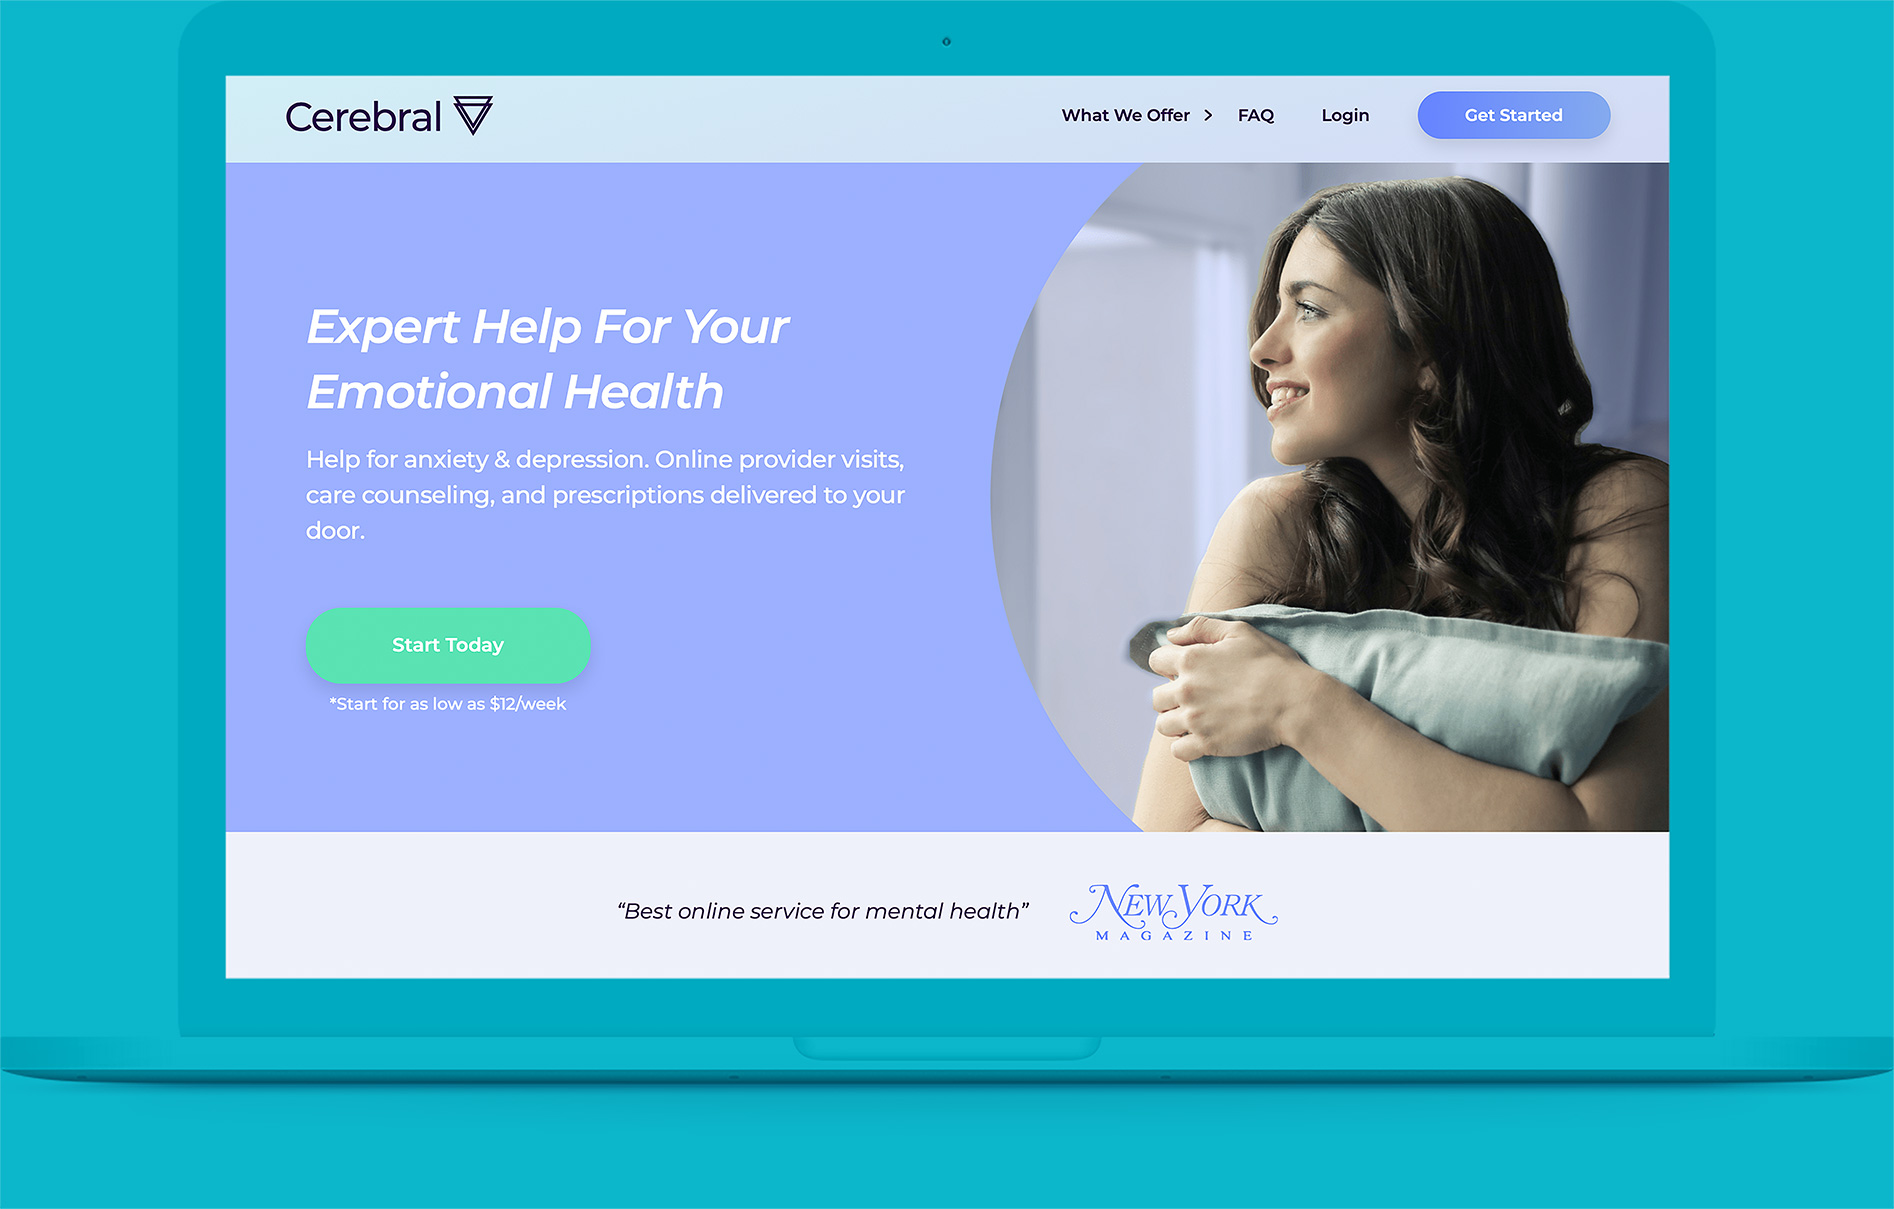 Cerebral
What We Offer > FAQ Login Get Started
Expert Help For Your
Emotional Health
Help for anxiety & depression. Online provider visits,
care counseling, and prescriptions delivered to your
door.
Start Today
*Start for as low as $12/week
“Best online service for mental health”
NEW YORK
MAGAZINE